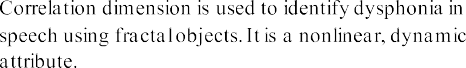 Correlation dimension is used to identify dysphonia in
speech using fractal objects. It is a nonlinear, dynamic
attribute.